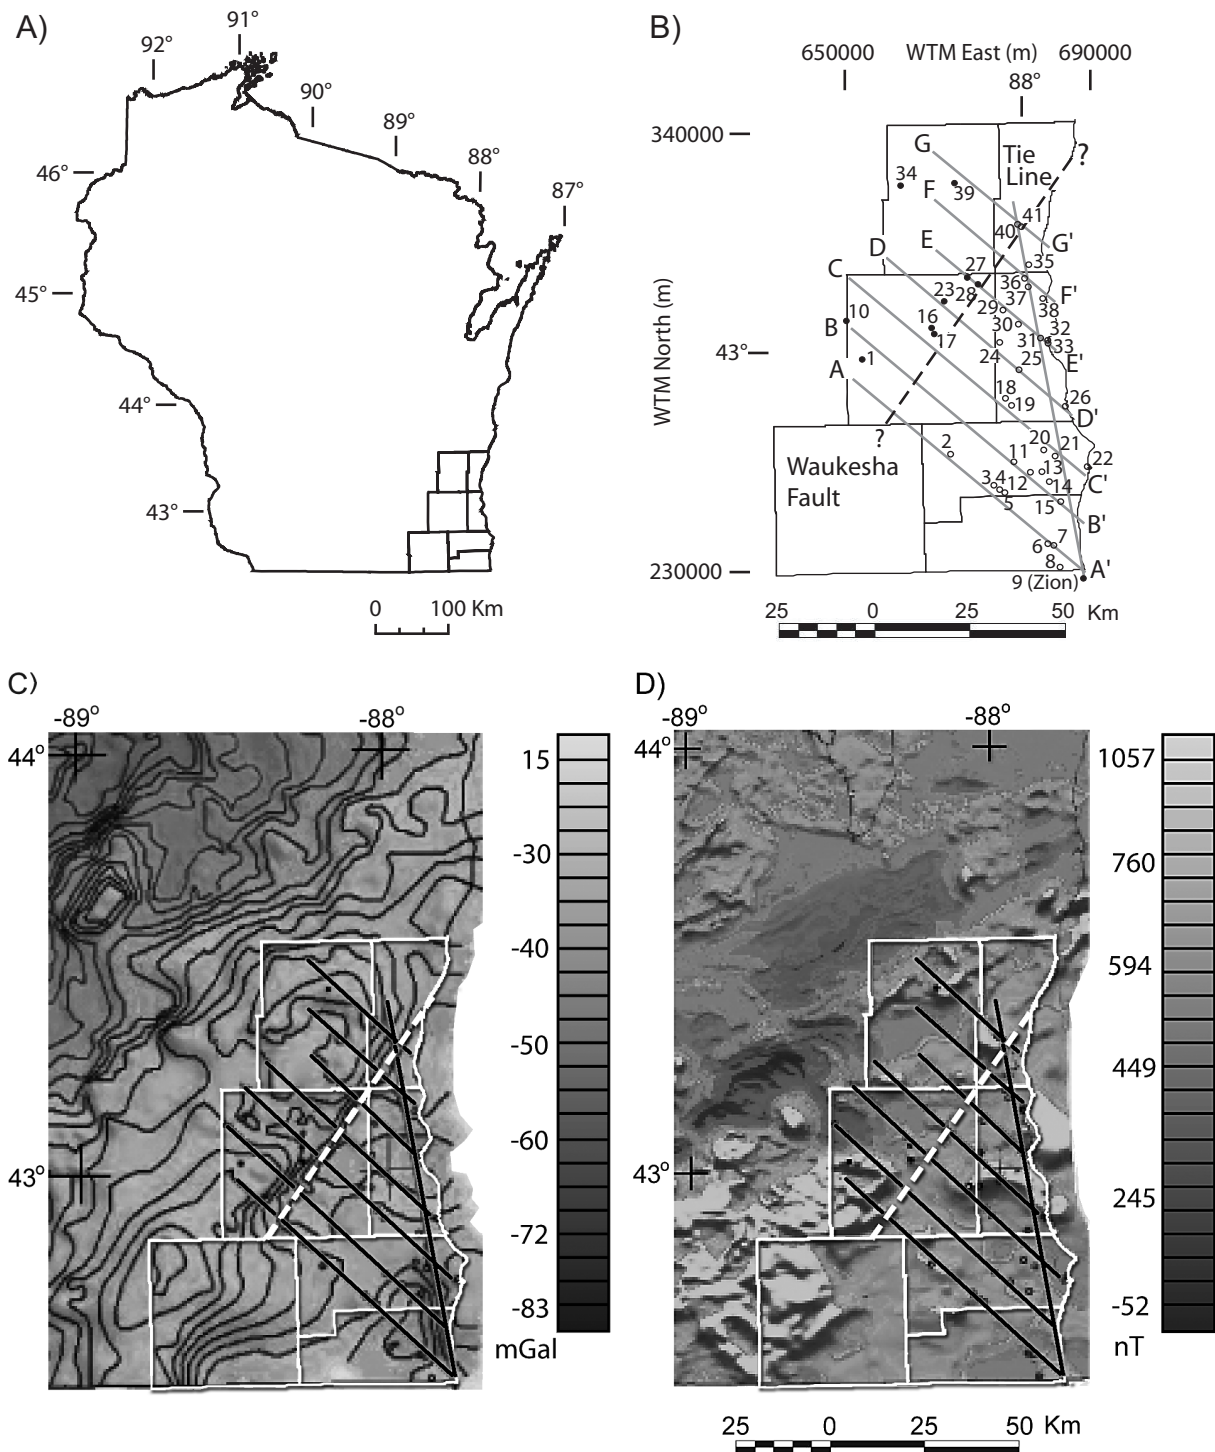 A)
91°
92°
90°
89°
88°
87°
46°
45°
44°
43°
0 100 Km
B)
650000 WTM East (m) 690000
88°
340000
WTM North (m)
43°
230000
G
Tie
Line
?
34
39
F
41
40
G'
E
D
27
35
C
36
37
F'
23
28
38
10
29
B
16
30
32
17
31
33
1
24
25
E'
A
18
19
26
D'
?
2
20
21
11
22
Waukesha
Fault
3
4
12
13
14
C'
5
15
B'
7
6
8
A'
9 (Zion)
25 0 25 50 Km
C)
-89° -88°
44°
43°
15
-30
-40
-50
-60
-72
-83
mGal
D)
-89° -88°
44°
43°
1057
760
594
449
245
-52
nT
25 0 25 50 Km